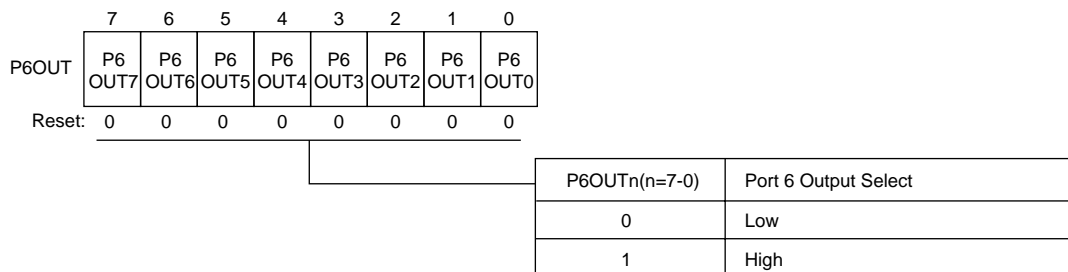 7 6 5 4 3 2 1 0
P6OUT P6 OUT7 P6 OUT6 P6 OUT5 P6 OUT4 P6 OUT3 P6 OUT2 P6 OUT1 P6 OUT0
Reset: 0 0 0 0 0 0 0 0
P6OUTn(n=7-0) Port 6 Output Select
0 Low
1 High